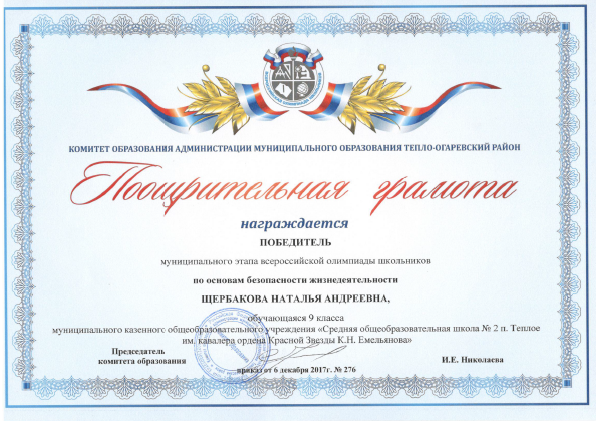 КОМИТЕТ ОБРАЗОВАНИЯ АДМИНИСТРАЦИИ МУНИЦИПАЛЬНОГО ОБРАЗОВАНИЯ ТЕПЛО-ОГАРЕВСКИЙ РАЙОН
Поощрительная грамота
награждается
ПОБЕДИТЕЛЬ
муниципального этапа всероссийской олимпиады школьников
по основам безопасности жизнедеятельности
ЩЕРБАКОВА НАТАЛЬЯ АНДРЕЕВНА,
обучающаяся 9 класса
муниципального казенного общеобразовательного учреждения «Средняя общеобразовательная школа № 2 п. Теплое
им. кавалера ордена Красной Звезды К.Н. Емельянова»
Председатель
комитета образования
И.Е. Николаева
приказ от 6 декабря 2017г. № 276